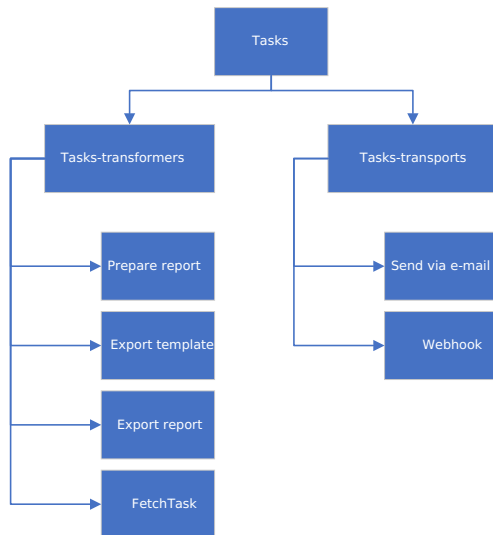 Tasks
Tasks-transformers
Tasks-transports
Prepare report
Send via e-mail
Export template
Webhook
Export report
FetchTask